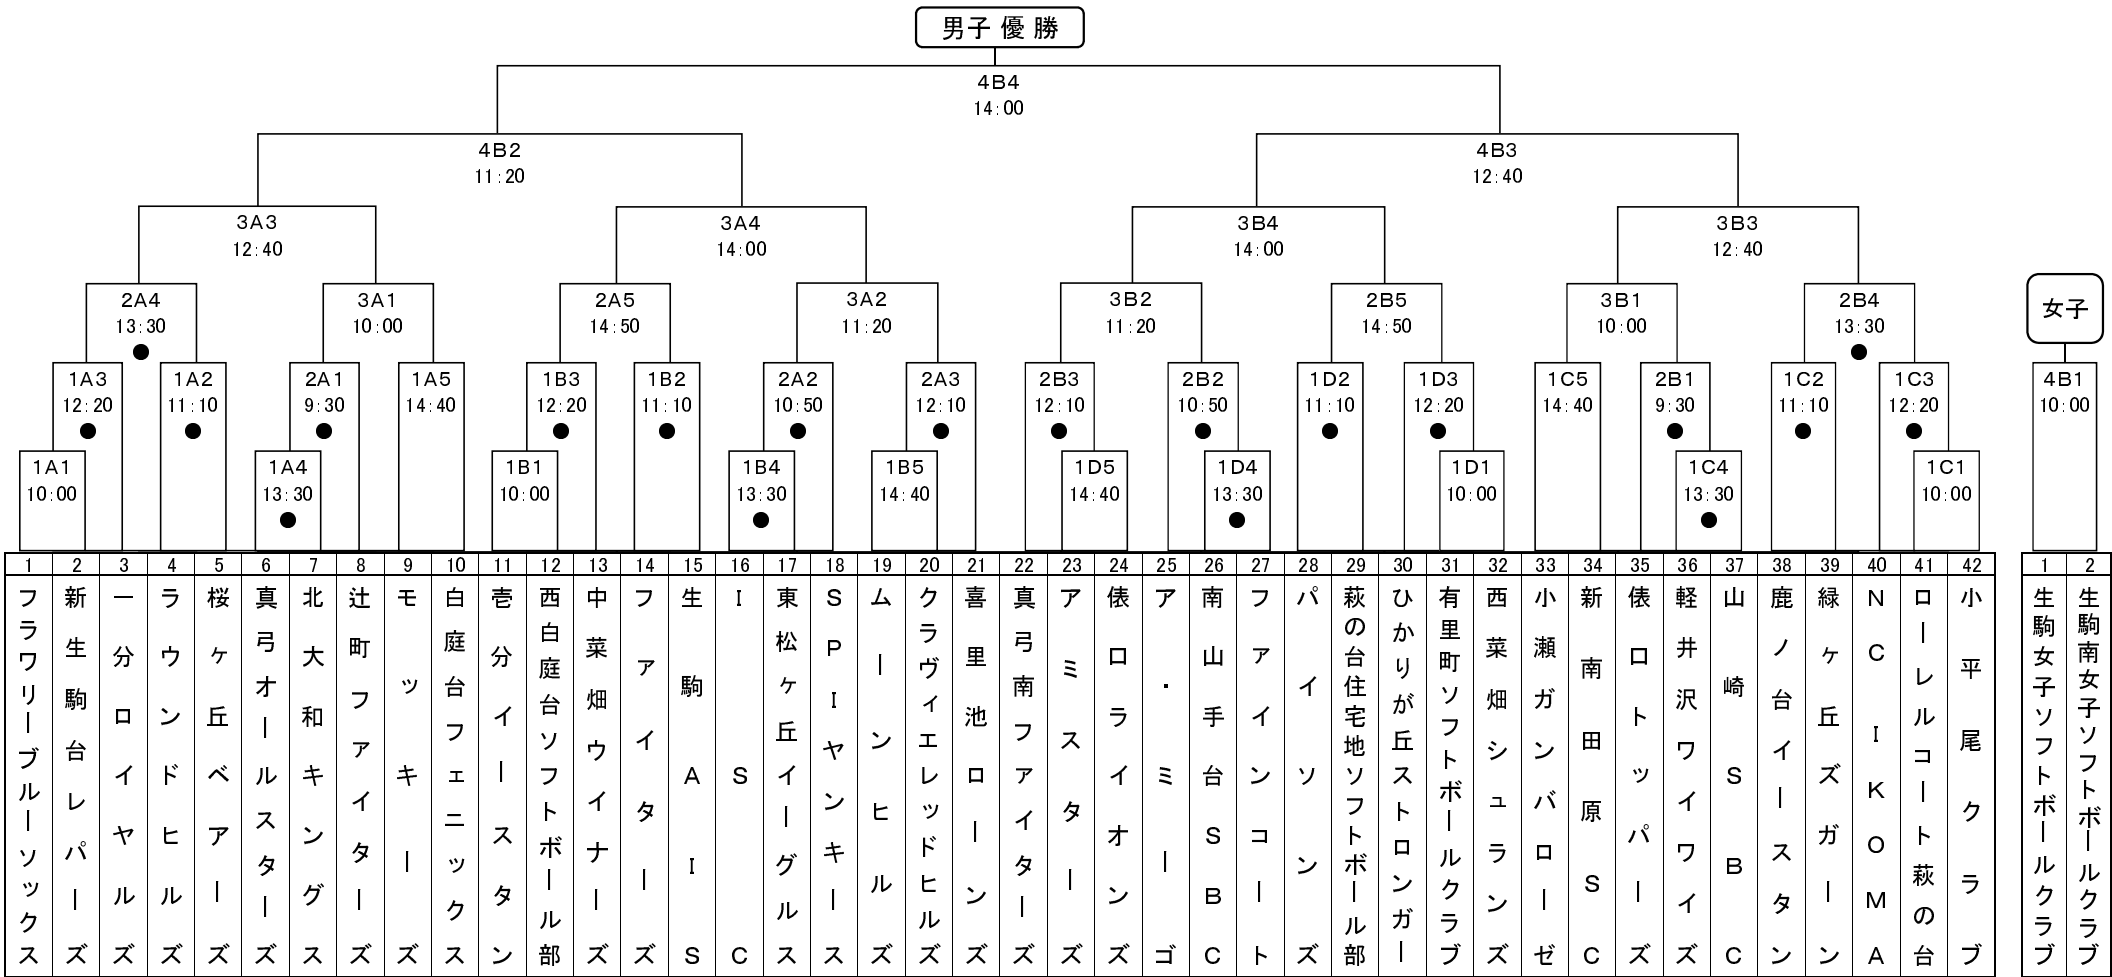 男子 優 勝
4B4
14:00
4B2
11:20
4B3
12:40
3A3
12:40
3A4
14:00
3B4
14:00
3B3
12:40
2A4
13:30
●
3A1
10:00
2A5
14:50
3A2
11:20
3B2
11:20
2B5
14:50
3B1
10:00
2B4
13:30
●
女子
1A3
12:20
●
1A2
11:10
●
2A1
9:30
●
1A5
14:40
1B3
12:20
●
1B2
11:10
●
2A2
10:50
●
2A3
12:10
●
2B3
12:10
●
2B2
10:50
●
1D2
11:10
●
1D3
12:20
●
1C5
14:40
2B1
9:30
●
1C2
11:10
●
1C3
12:20
●
4B1
10:00
1A1
10:00
1A4
13:30
●
1B1
10:00
1B4
13:30
●
1B5
14:40
1D5
14:40
1D4
13:30
●
1D1
10:00
1C4
13:30
●
1C1
10:00
1
フラワリーブルーソックス
2
新生駒台レパーズ
3
一分ロイヤルズ
4
ラウンドヒルズ
5
桜ヶ丘ベアーズ
6
真弓オールスターズ
7
北大和キングス
8
辻町ファイターズ
9
モッキーズ
10
白庭台フェニックス
11
壱分イースタン
12
西白庭台ソフトボール部
13
中菜畑ウイナーズ
14
ファイターズ
15
生駒AIS
16
ISC
17
東松ヶ丘イーグルス
18
SPIヤンキース
19
ムーンヒルズ
20
クラヴィエレッドヒルズ
21
喜里池ローンズ
22
真弓南ファイターズ
23
アミスターズ
24
俵口ライオンズ
25
ア・ミーゴ
26
南山手台SBC
27
ファインコート
28
パイソンズ
29
萩の台住宅地ソフトボール部
30
ひかりが丘ストロンガー
31
有里町ソフトボールクラブ
32
西菜畑シュランズ
33
小瀬ガンバローゼ
34
新南田原SC
35
俵口トッパーズ
36
軽井沢ワイワイズ
37
山崎SBC
38
鹿ノ台イースタン
39
緑ヶ丘ズガーン
40
NCIKOMA
41
ローレルコート萩の台
42
小平尾クラブ
1
生駒女子ソフトボールクラブ
2
生駒南女子ソフトボールクラブ